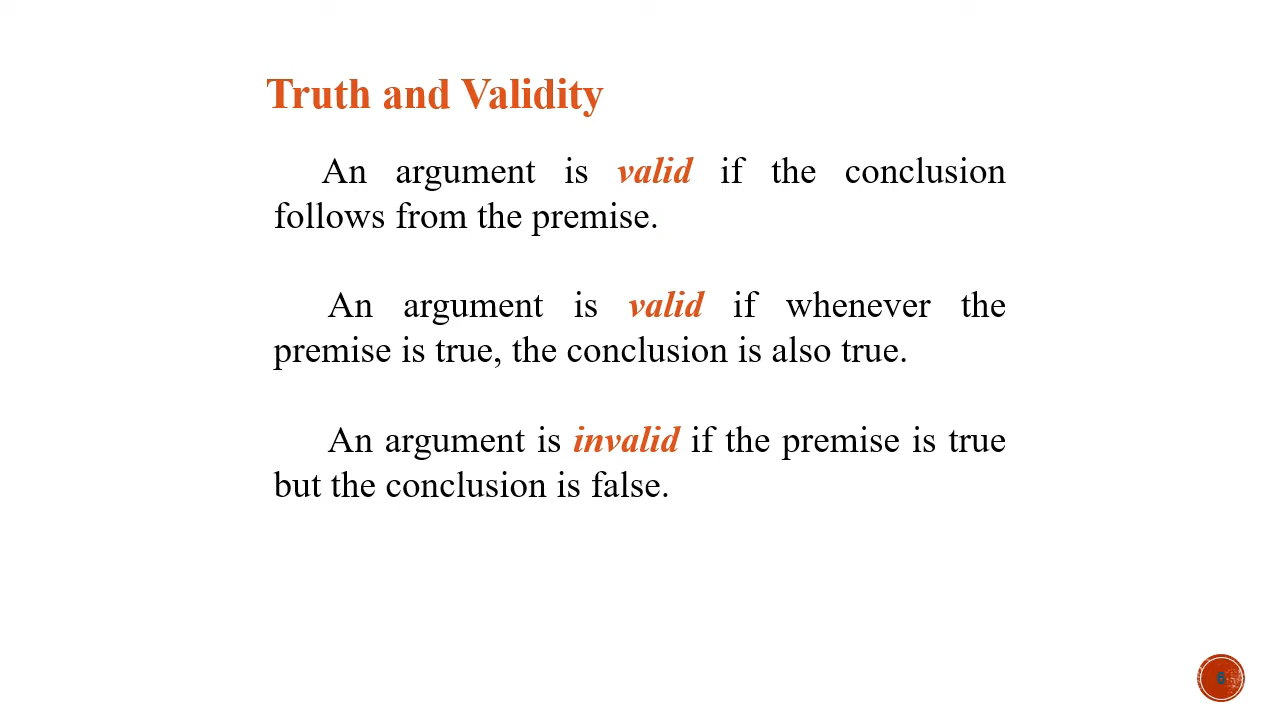 Truth and Validity
An argument is valid if the conclusion
follows from the premise.
An argument is valid if whenever the
premise is true, the conclusion is also true.
An argument is invalid if the premise is true
but the conclusion is false.
6